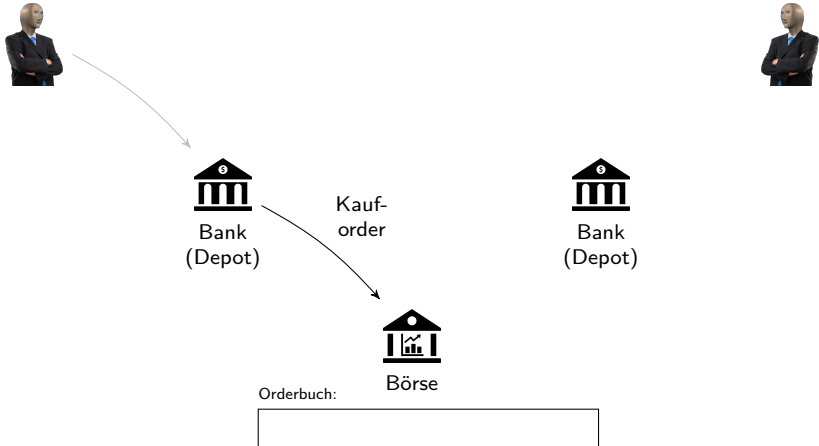 Kauf-
order
Bank
(Depot)
Bank
(Depot)
Börse
Orderbuch: